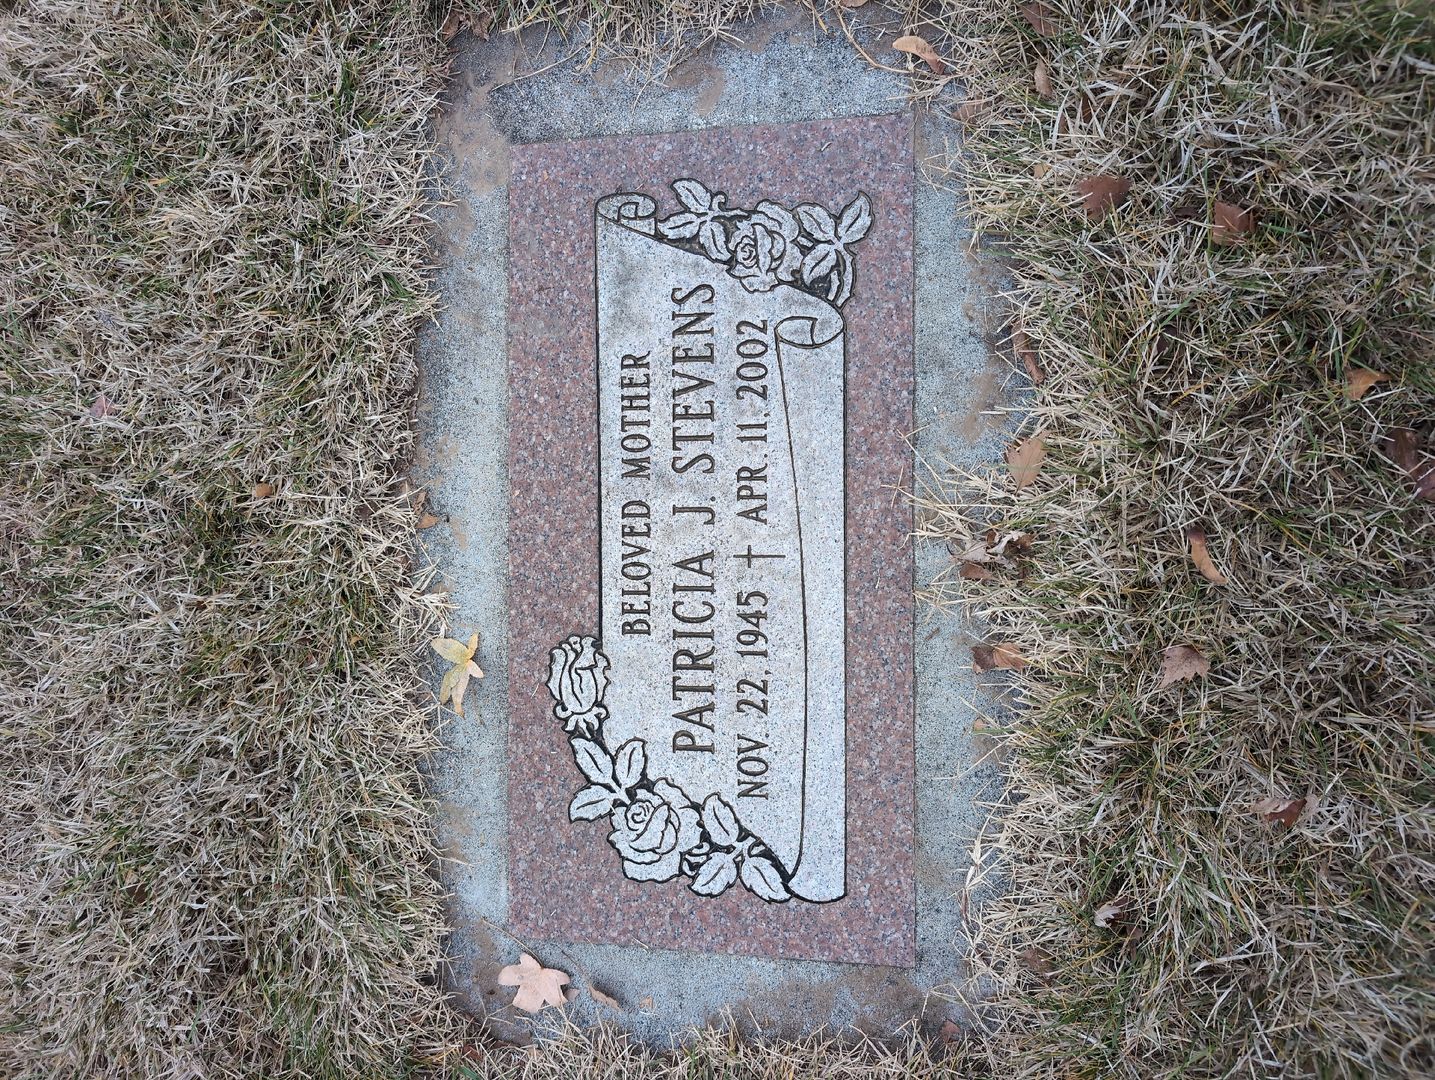 BELOVED MOTHER
PATRICIA J. STEVENS
NOV. 22, 1945 † APR. 11, 2002